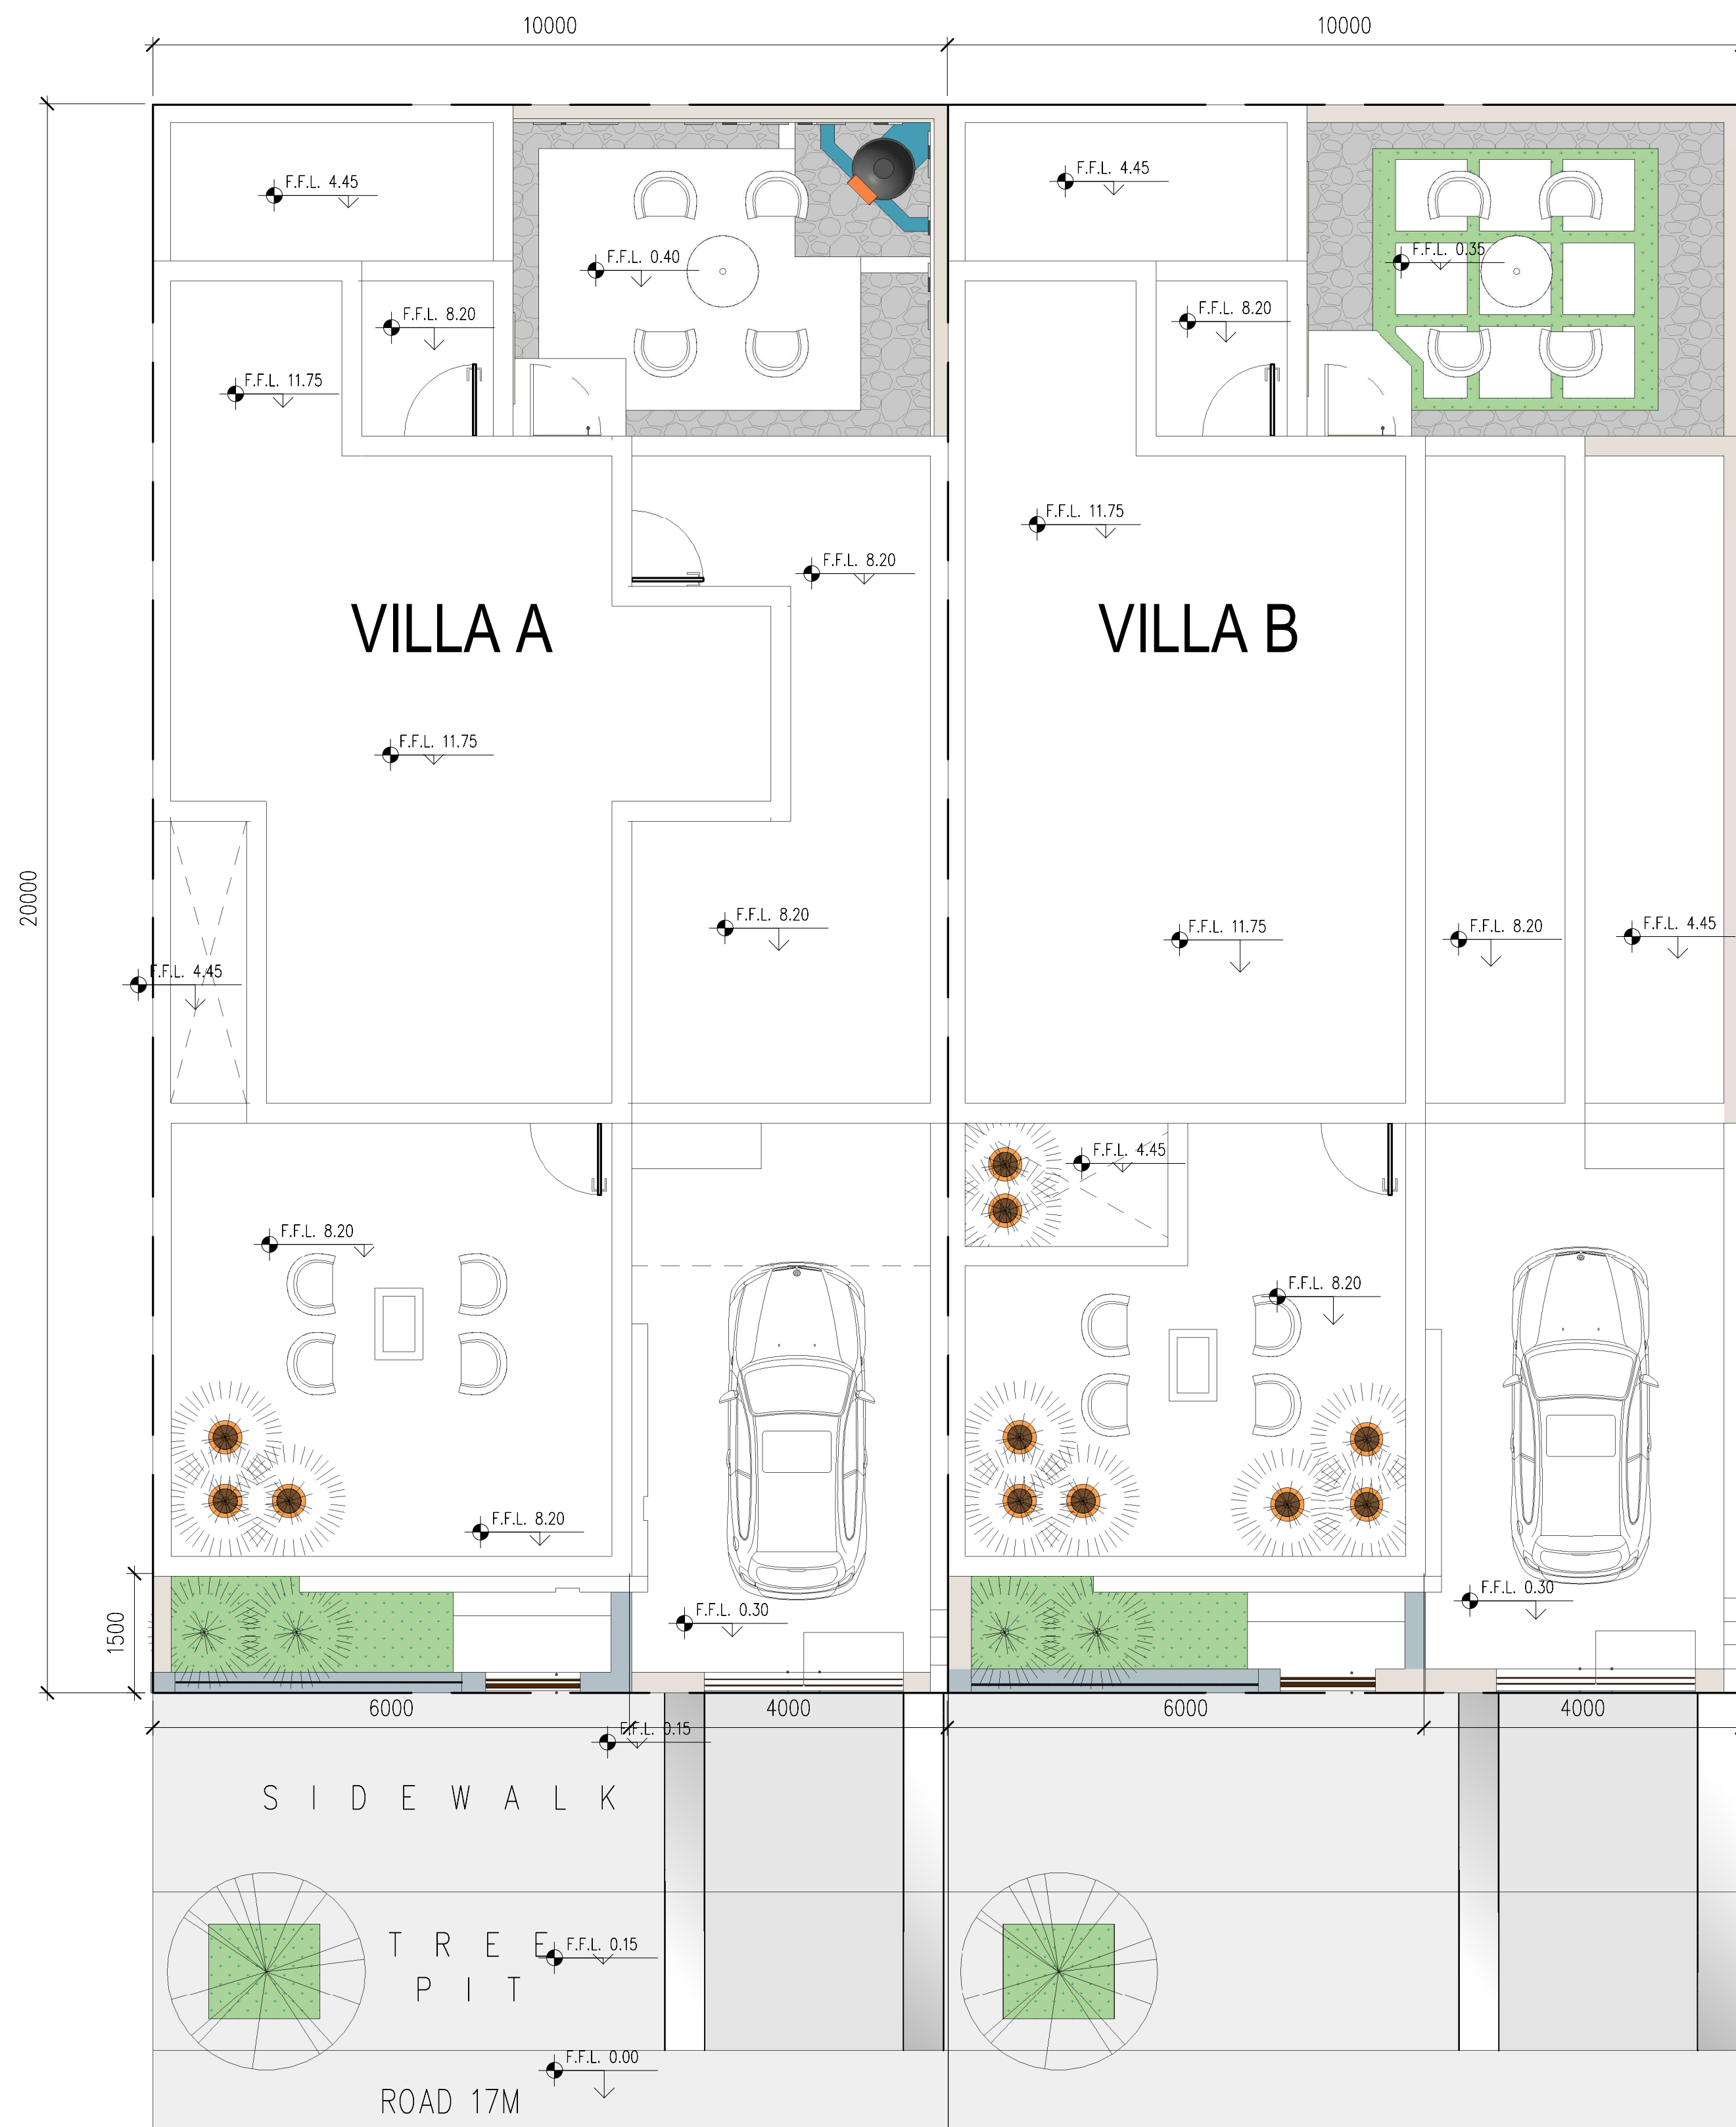 10000 10000
F.F.L. 4.45 F.F.L. 4.45
F.F.L. 0.40 F.F.L. 0.35
F.F.L. 8.20 F.F.L. 8.20
F.F.L. 11.75
F.F.L. 11.75
F.F.L. 8.20
VILLA A VILLA B
F.F.L. 11.75
20000
F.F.L. 8.20 F.F.L. 11.75 F.F.L. 8.20 F.F.L. 4.45
F.F.L. 4.45
F.F.L. 4.45
F.F.L. 8.20
F.F.L. 8.20
F.F.L. 8.20
F.F.L. 0.30 F.F.L. 0.30
1500
6000 4000 6000 4000
F.F.L. 0.15
SIDEWALK
TREE
F.F.L. 0.15
PIT
F.F.L. 0.00
ROAD 17M